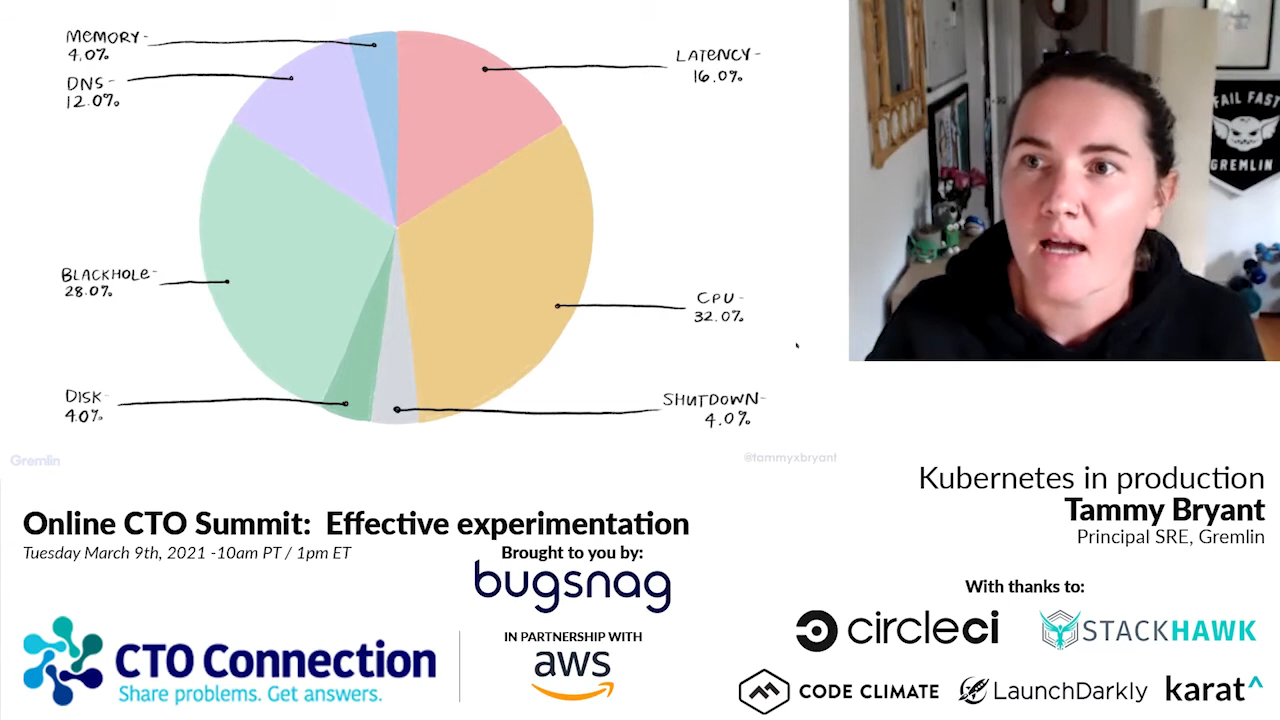 MEMORY-
4.0%
DNS-
12.0%
BLACKHOLE-
28.0%
DISK-
4.0%
LATENCY-
16.0%
CPU-
32.0%
SHUTDOWN-
4.0%
Gremlin
@tammyxbryant
FAIL FAST
GREMLIN
Kubernetes in production
Tammy Bryant
Principal SRE, Gremlin
Online CTO Summit: Effective experimentation
Tuesday March 9th, 2021 -10am PT / 1pm ET
Brought to you by:
bugsnag
With thanks to:
circleci
STACKHAWK
CTO Connection
Share problems. Get answers.
IN PARTNERSHIP WITH
aws
CODE CLIMATE
LaunchDarkly
karat^